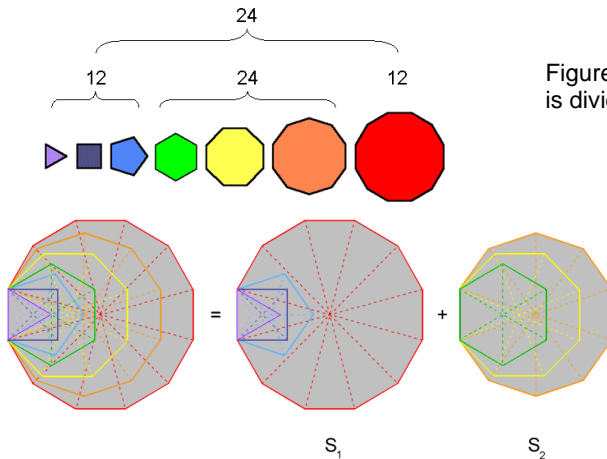 24
12 24 12
Figure
is divid
= +
S₁ S₂